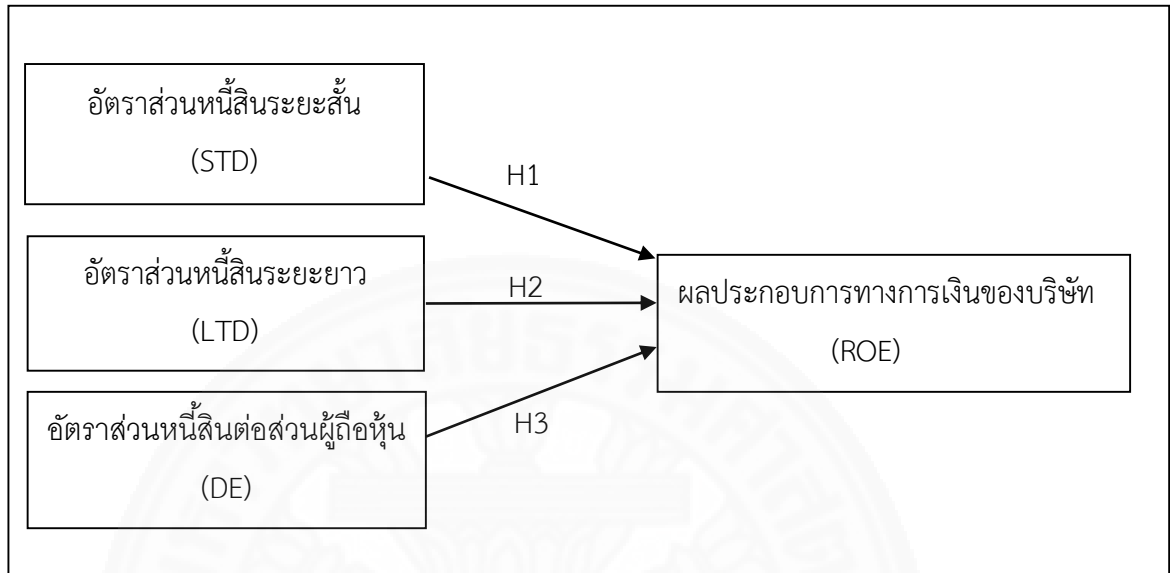 อัตราส่วนหนี้สินระยะสั้น
(STD)
H1
อัตราส่วนหนี้สินระยะยาว
(LTD)
H2
ผลประกอบการทางการเงินของบริษัท
(ROE)
อัตราส่วนหนี้สินต่อส่วนผู้ถือหุ้น
(DE)
H3